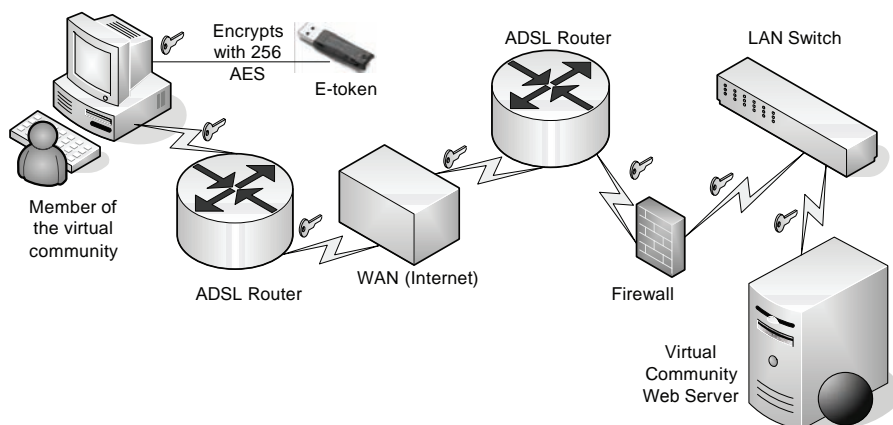 Encrypts
with 256
AES
E-token
ADSL Router
LAN Switch
Member of
the virtual
community
ADSL Router
WAN (Internet)
Firewall
Virtual
Community
Web Server